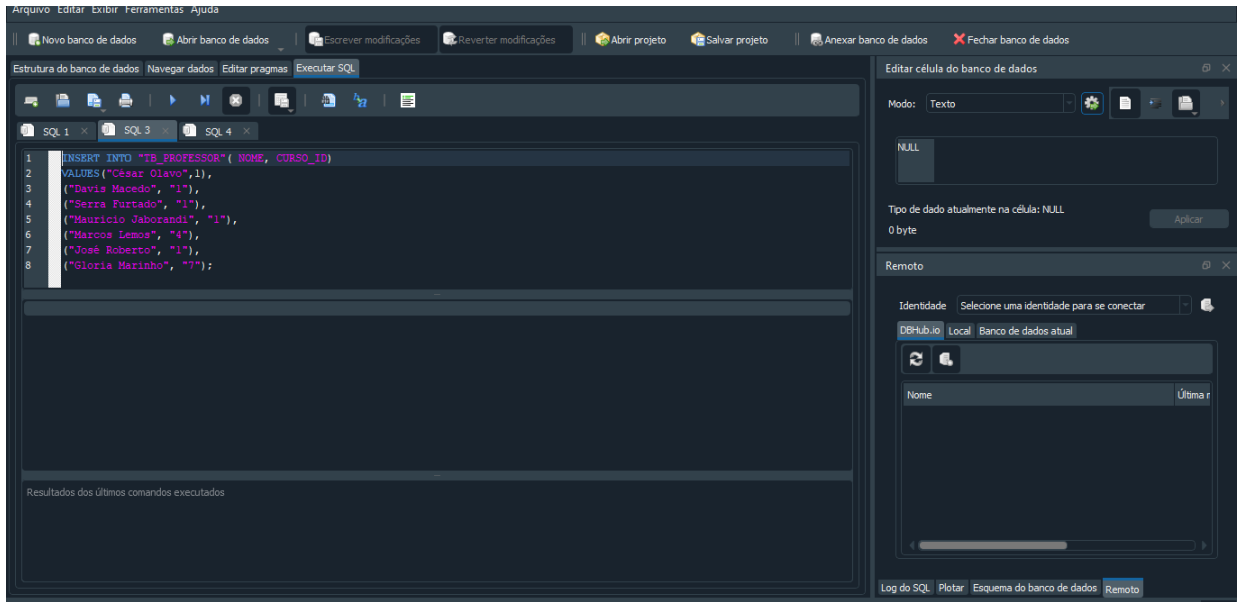 Arquivo Editar Exibir Ferramentas Ajuda
Novo banco de dados Abrir banco de dados Escrever modificações Reverter modificações Abrir projeto Salvar projeto Anexar banco de dados Fechar banco de dados
Estrutura do banco de dados Navegar dados Editar pragmas Executar SQL
SQL 1 SQL 3 SQL 4
1 INSERT INTO "TB_PROFESSOR"( NOME, CURSO_ID)
2 VALUES("César Olavo",1),
3 ("Davis Macedo", "1"),
4 ("Serra Furtado", "1"),
5 ("Mauricio Jaborandi", "1"),
6 ("Marcos Lemos", "4"),
7 ("José Roberto", "1"),
8 ("Gloria Marinho", "7");
Resultados dos últimos comandos executados
Editar célula do banco de dados
Modo: Texto
NULL
Tipo de dado atualmente na célula: NULL
0 byte
Aplicar
Remoto
Identidade Selecione uma identidade para se conectar
DBHub.io Local Banco de dados atual
Nome Última
Log do SQL Plotar Esquema do banco de dados Remoto